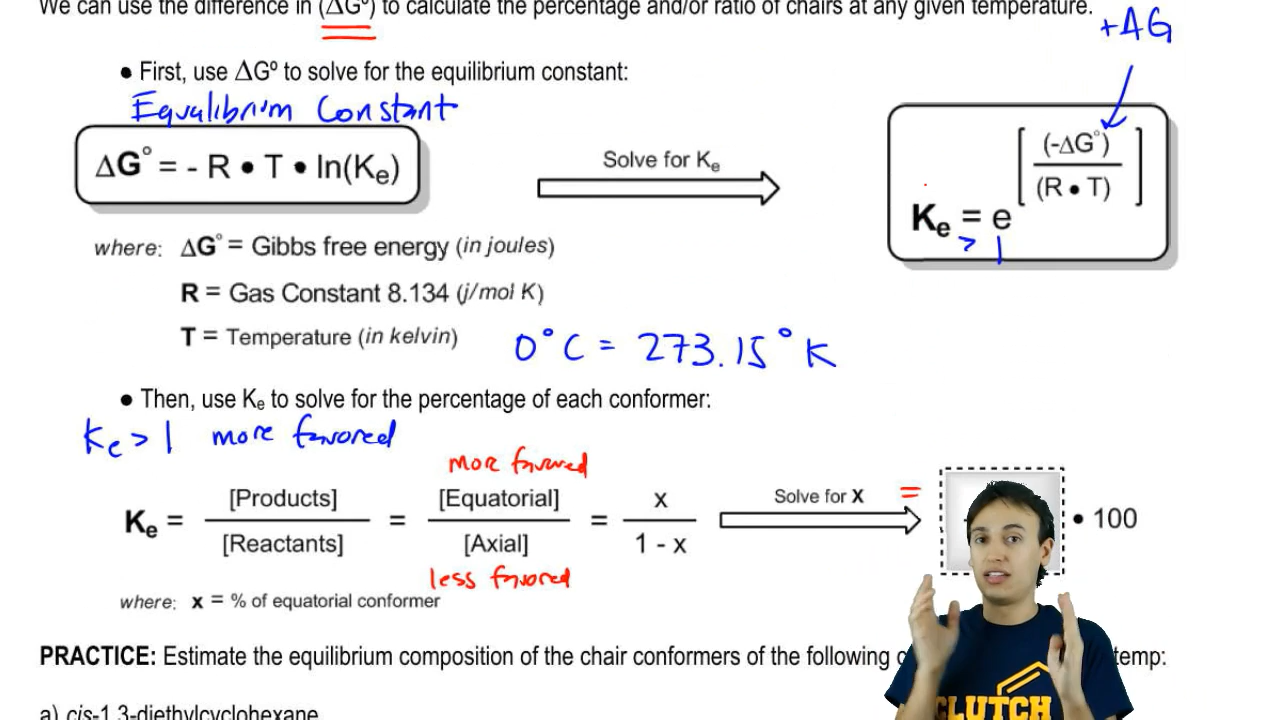 We can use the difference in (ΔGº) to calculate the percentage and/or ratio of chairs at any given temperature.
+ΔG
● First, use ΔGº to solve for the equilibrium constant:
Equalibrium Constant
ΔG° = - R • T • ln(Ke)
Solve for Ke
Ke = e [ (-ΔG°) / (R • T) ]
> 1
where: ΔG° = Gibbs free energy (in joules)
R = Gas Constant 8.134 (j/mol K)
T = Temperature (in kelvin)
0°C = 273.15°K
● Then, use Ke to solve for the percentage of each conformer:
Ke > 1 more favored
more favored
Ke = [Products] / [Reactants] = [Equatorial] / [Axial] = x / 1 - x
Solve for X
=
• 100
less favored
where: x = % of equatorial conformer
PRACTICE: Estimate the equilibrium composition of the chair conformers of the following temp:
a) cis-1,3-diethylcyclohexane
CLUTCH